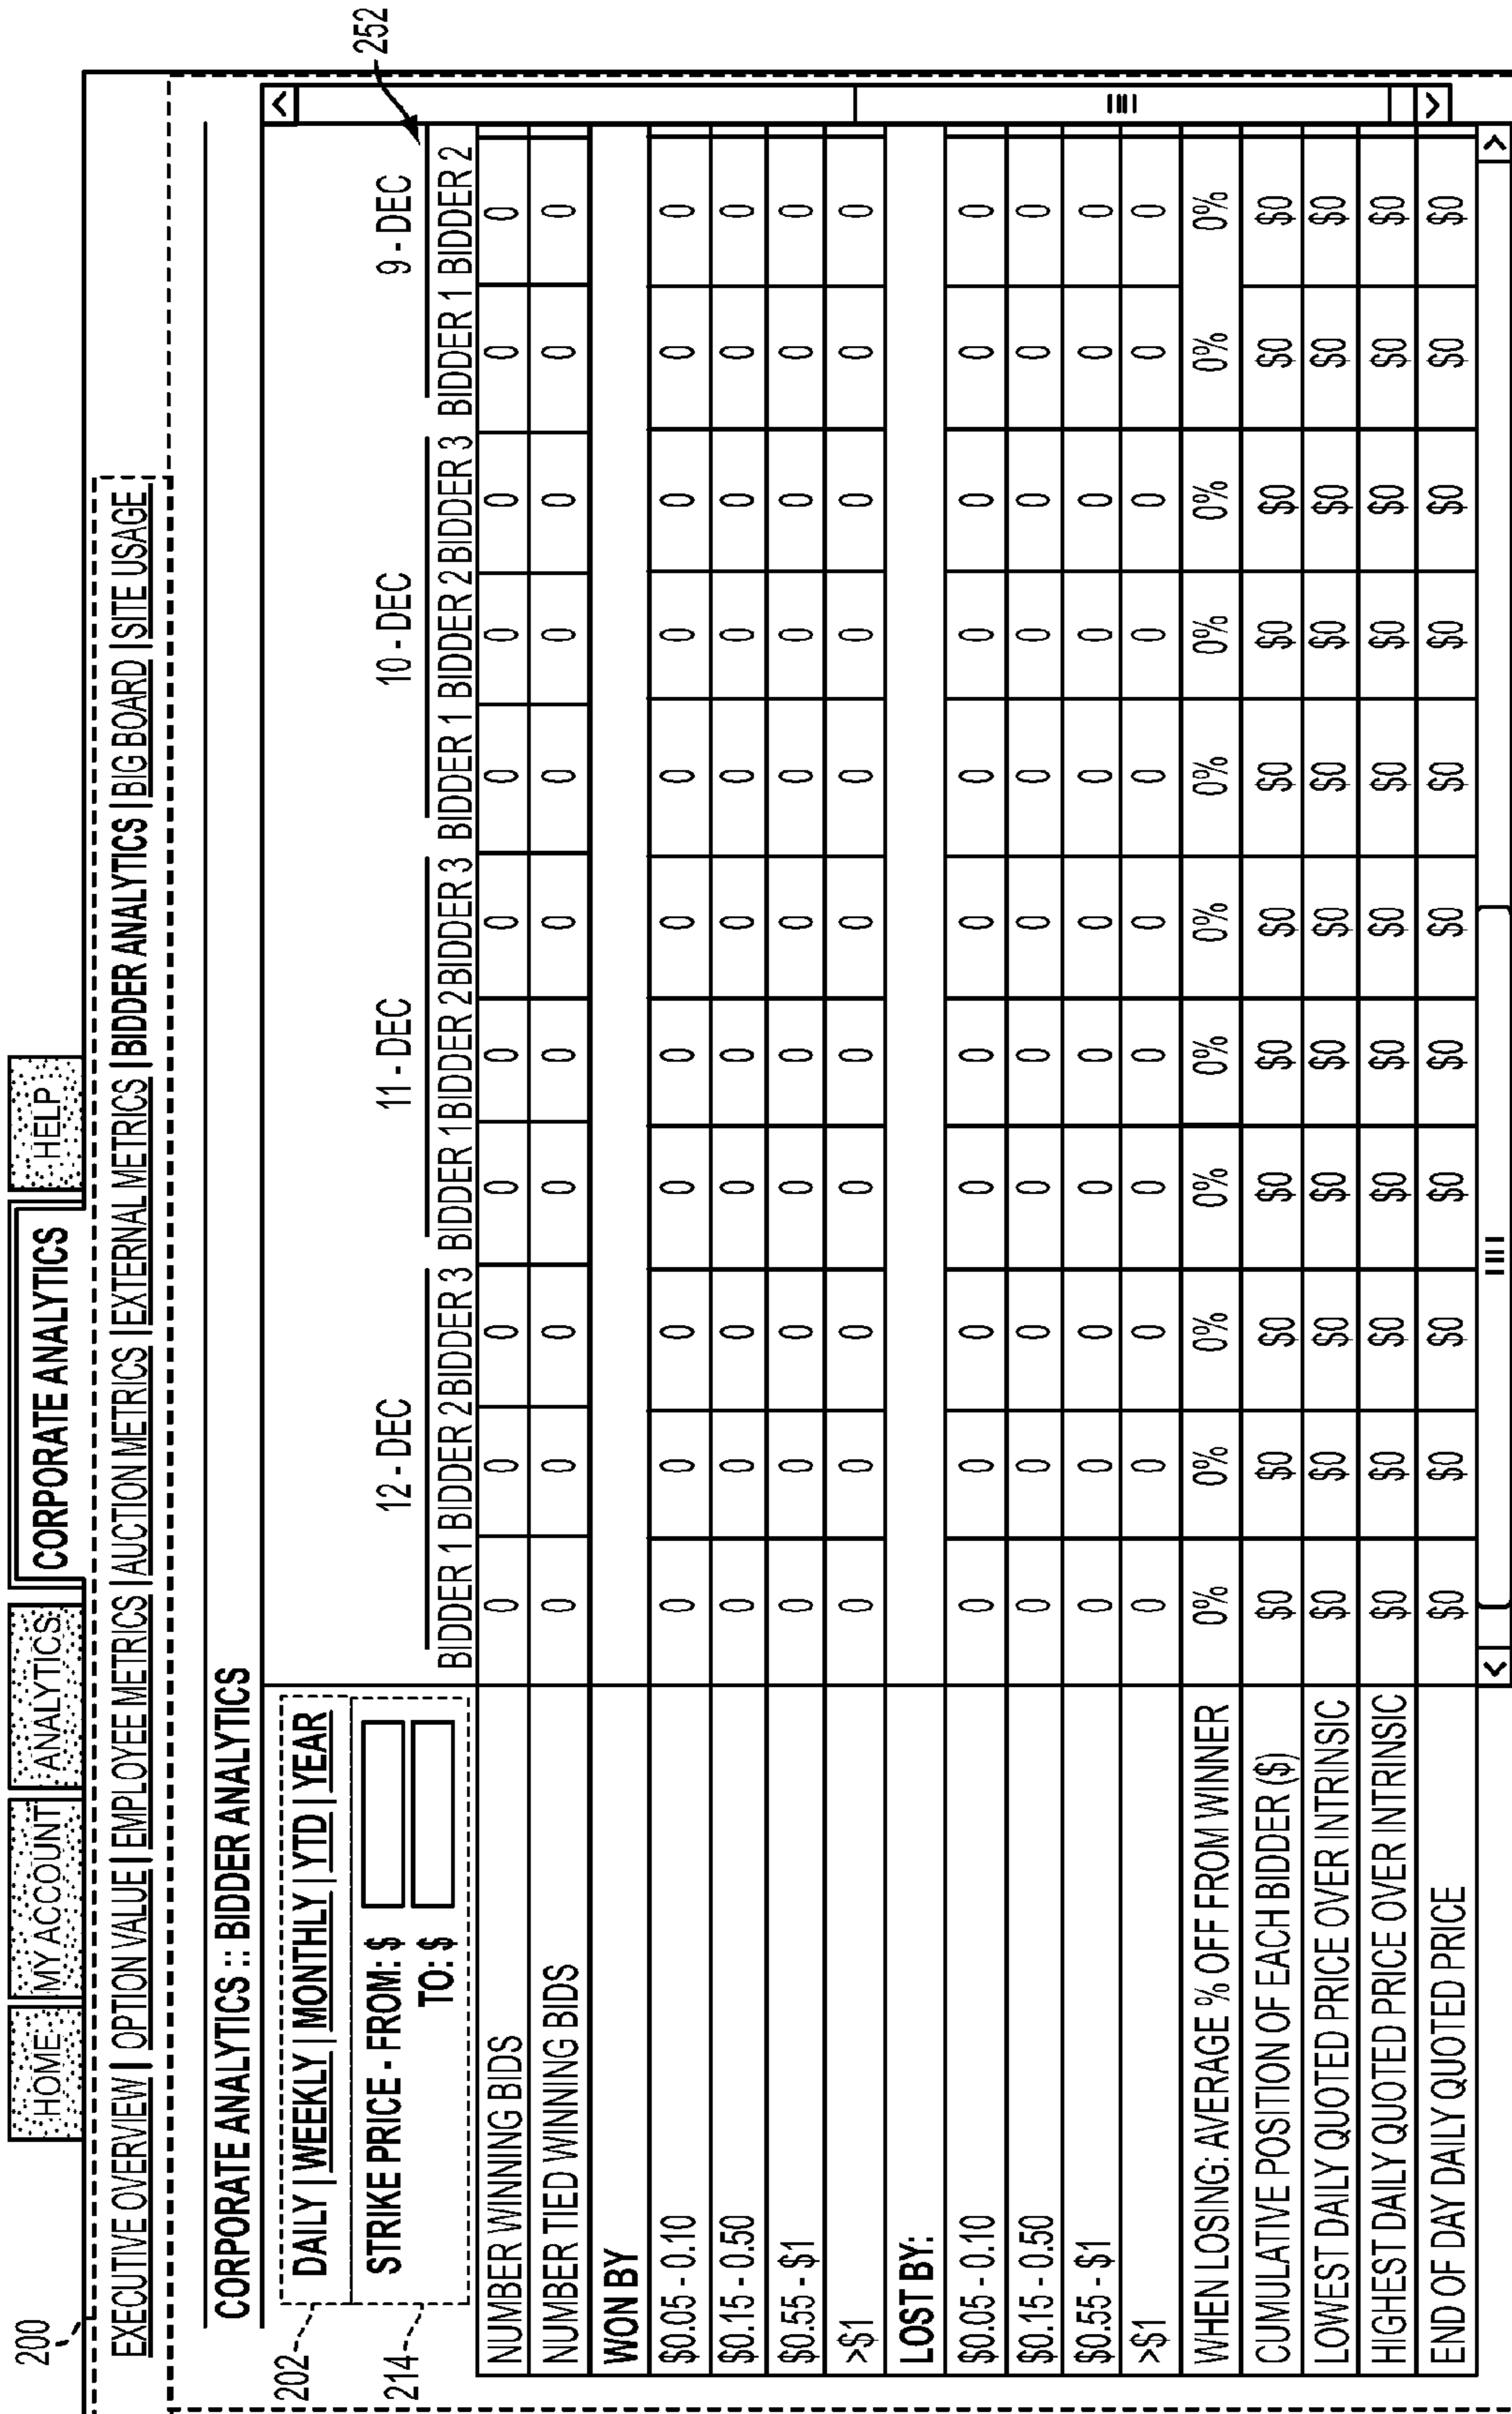 HOME MY ACCOUNT ANALYTICS CORPORATE ANALYTICS HELP
200
EXECUTIVE OVERVIEW | OPTION VALUE | EMPLOYEE METRICS | AUCTION METRICS | EXTERNAL METRICS | BIDDER ANALYTICS | BIG BOARD | SITE USAGE
CORPORATE ANALYTICS :: BIDDER ANALYTICS
202
DAILY | WEEKLY | MONTHLY | YTD | YEAR
214
STRIKE PRICE - FROM: $
TO: $
252
12 - DEC 11 - DEC 10 - DEC 9 - DEC
BIDDER 1 BIDDER 2 BIDDER 3 BIDDER 1 BIDDER 2 BIDDER 3 BIDDER 1 BIDDER 2 BIDDER 3 BIDDER 1 BIDDER 2
NUMBER WINNING BIDS 0 0 0 0 0 0 0 0 0 0 0
NUMBER TIED WINNING BIDS 0 0 0 0 0 0 0 0 0 0 0
WON BY
$0.05 - 0.10 0 0 0 0 0 0 0 0 0 0 0
$0.15 - 0.50 0 0 0 0 0 0 0 0 0 0 0
$0.55 - $1 0 0 0 0 0 0 0 0 0 0 0
>$1 0 0 0 0 0 0 0 0 0 0 0
LOST BY:
$0.05 - 0.10 0 0 0 0 0 0 0 0 0 0 0
$0.15 - 0.50 0 0 0 0 0 0 0 0 0 0 0
$0.55 - $1 0 0 0 0 0 0 0 0 0 0 0
>$1 0 0 0 0 0 0 0 0 0 0 0
WHEN LOSING: AVERAGE % OFF FROM WINNER 0% 0% 0% 0% 0% 0% 0% 0% 0% 0% 0%
CUMULATIVE POSITION OF EACH BIDDER ($) $0 $0 $0 $0 $0 $0 $0 $0 $0 $0 $0
LOWEST DAILY QUOTED PRICE OVER INTRINSIC $0 $0 $0 $0 $0 $0 $0 $0 $0 $0 $0
HIGHEST DAILY QUOTED PRICE OVER INTRINSIC $0 $0 $0 $0 $0 $0 $0 $0 $0 $0 $0
END OF DAY DAILY QUOTED PRICE $0 $0 $0 $0 $0 $0 $0 $0 $0 $0 $0